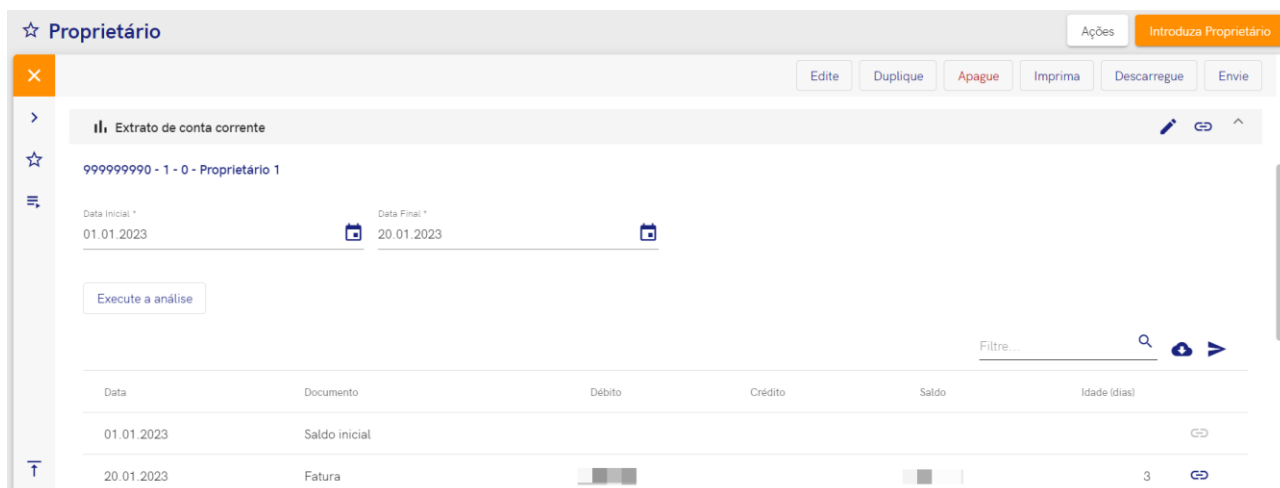 Proprietário
Ações
Introduza Proprietário
Edite
Duplique
Apague
Imprima
Descarregue
Envie
Extrato de conta corrente
999999990 - 1 - 0 - Proprietário 1
Data Inicial *
Data Final *
01.01.2023
20.01.2023
Execute a análise
Filtre...
Data Documento Débito Crédito Saldo Idade (dias)
01.01.2023 Saldo inicial
20.01.2023 Fatura 3